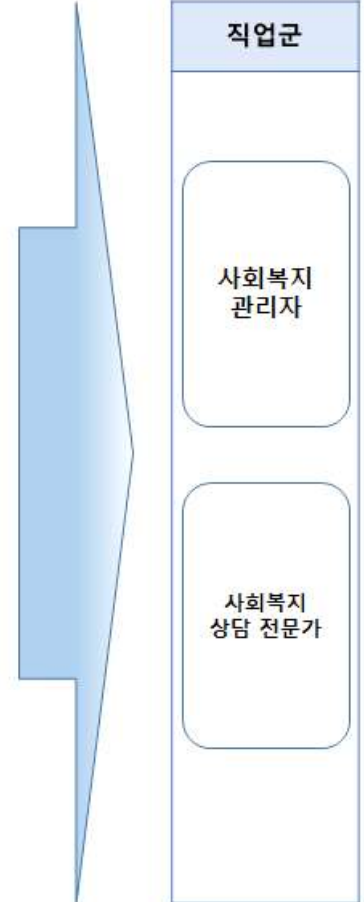 직업군
사회복지
관리자
사회복지
상담 전문가